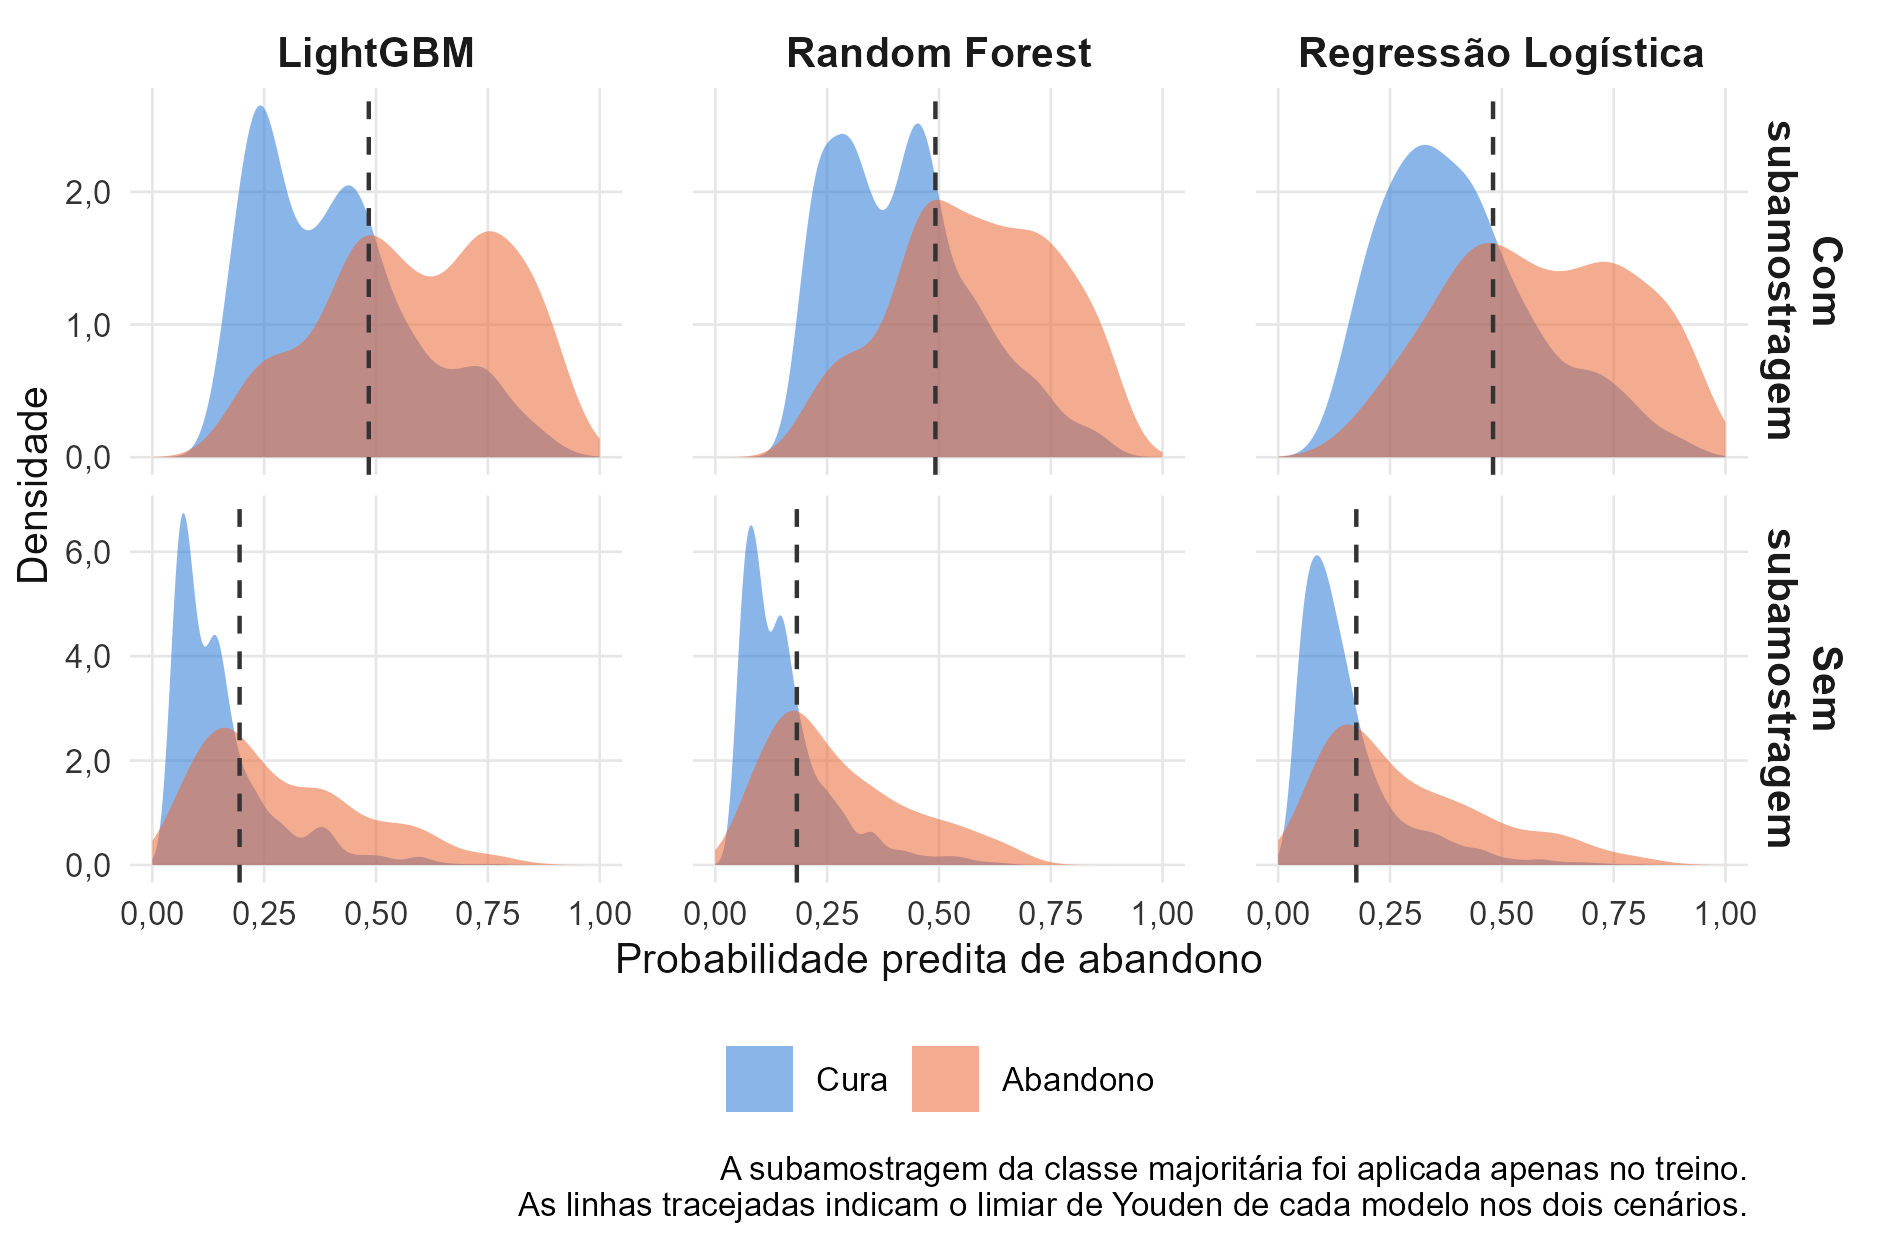 LightGBM
Random Forest
Regressão Logística
Densidade
2,0
1,0
0,0
Com
subamostragem
6,0
4,0
2,0
0,0
Sem
subamostragem
0,00 0,25 0,50 0,75 1,00
0,00 0,25 0,50 0,75 1,00
0,00 0,25 0,50 0,75 1,00
Probabilidade predita de abandono
Cura
Abandono
A subamostragem da classe majoritária foi aplicada apenas no treino.
As linhas tracejadas indicam o limiar de Youden de cada modelo nos dois cenários.